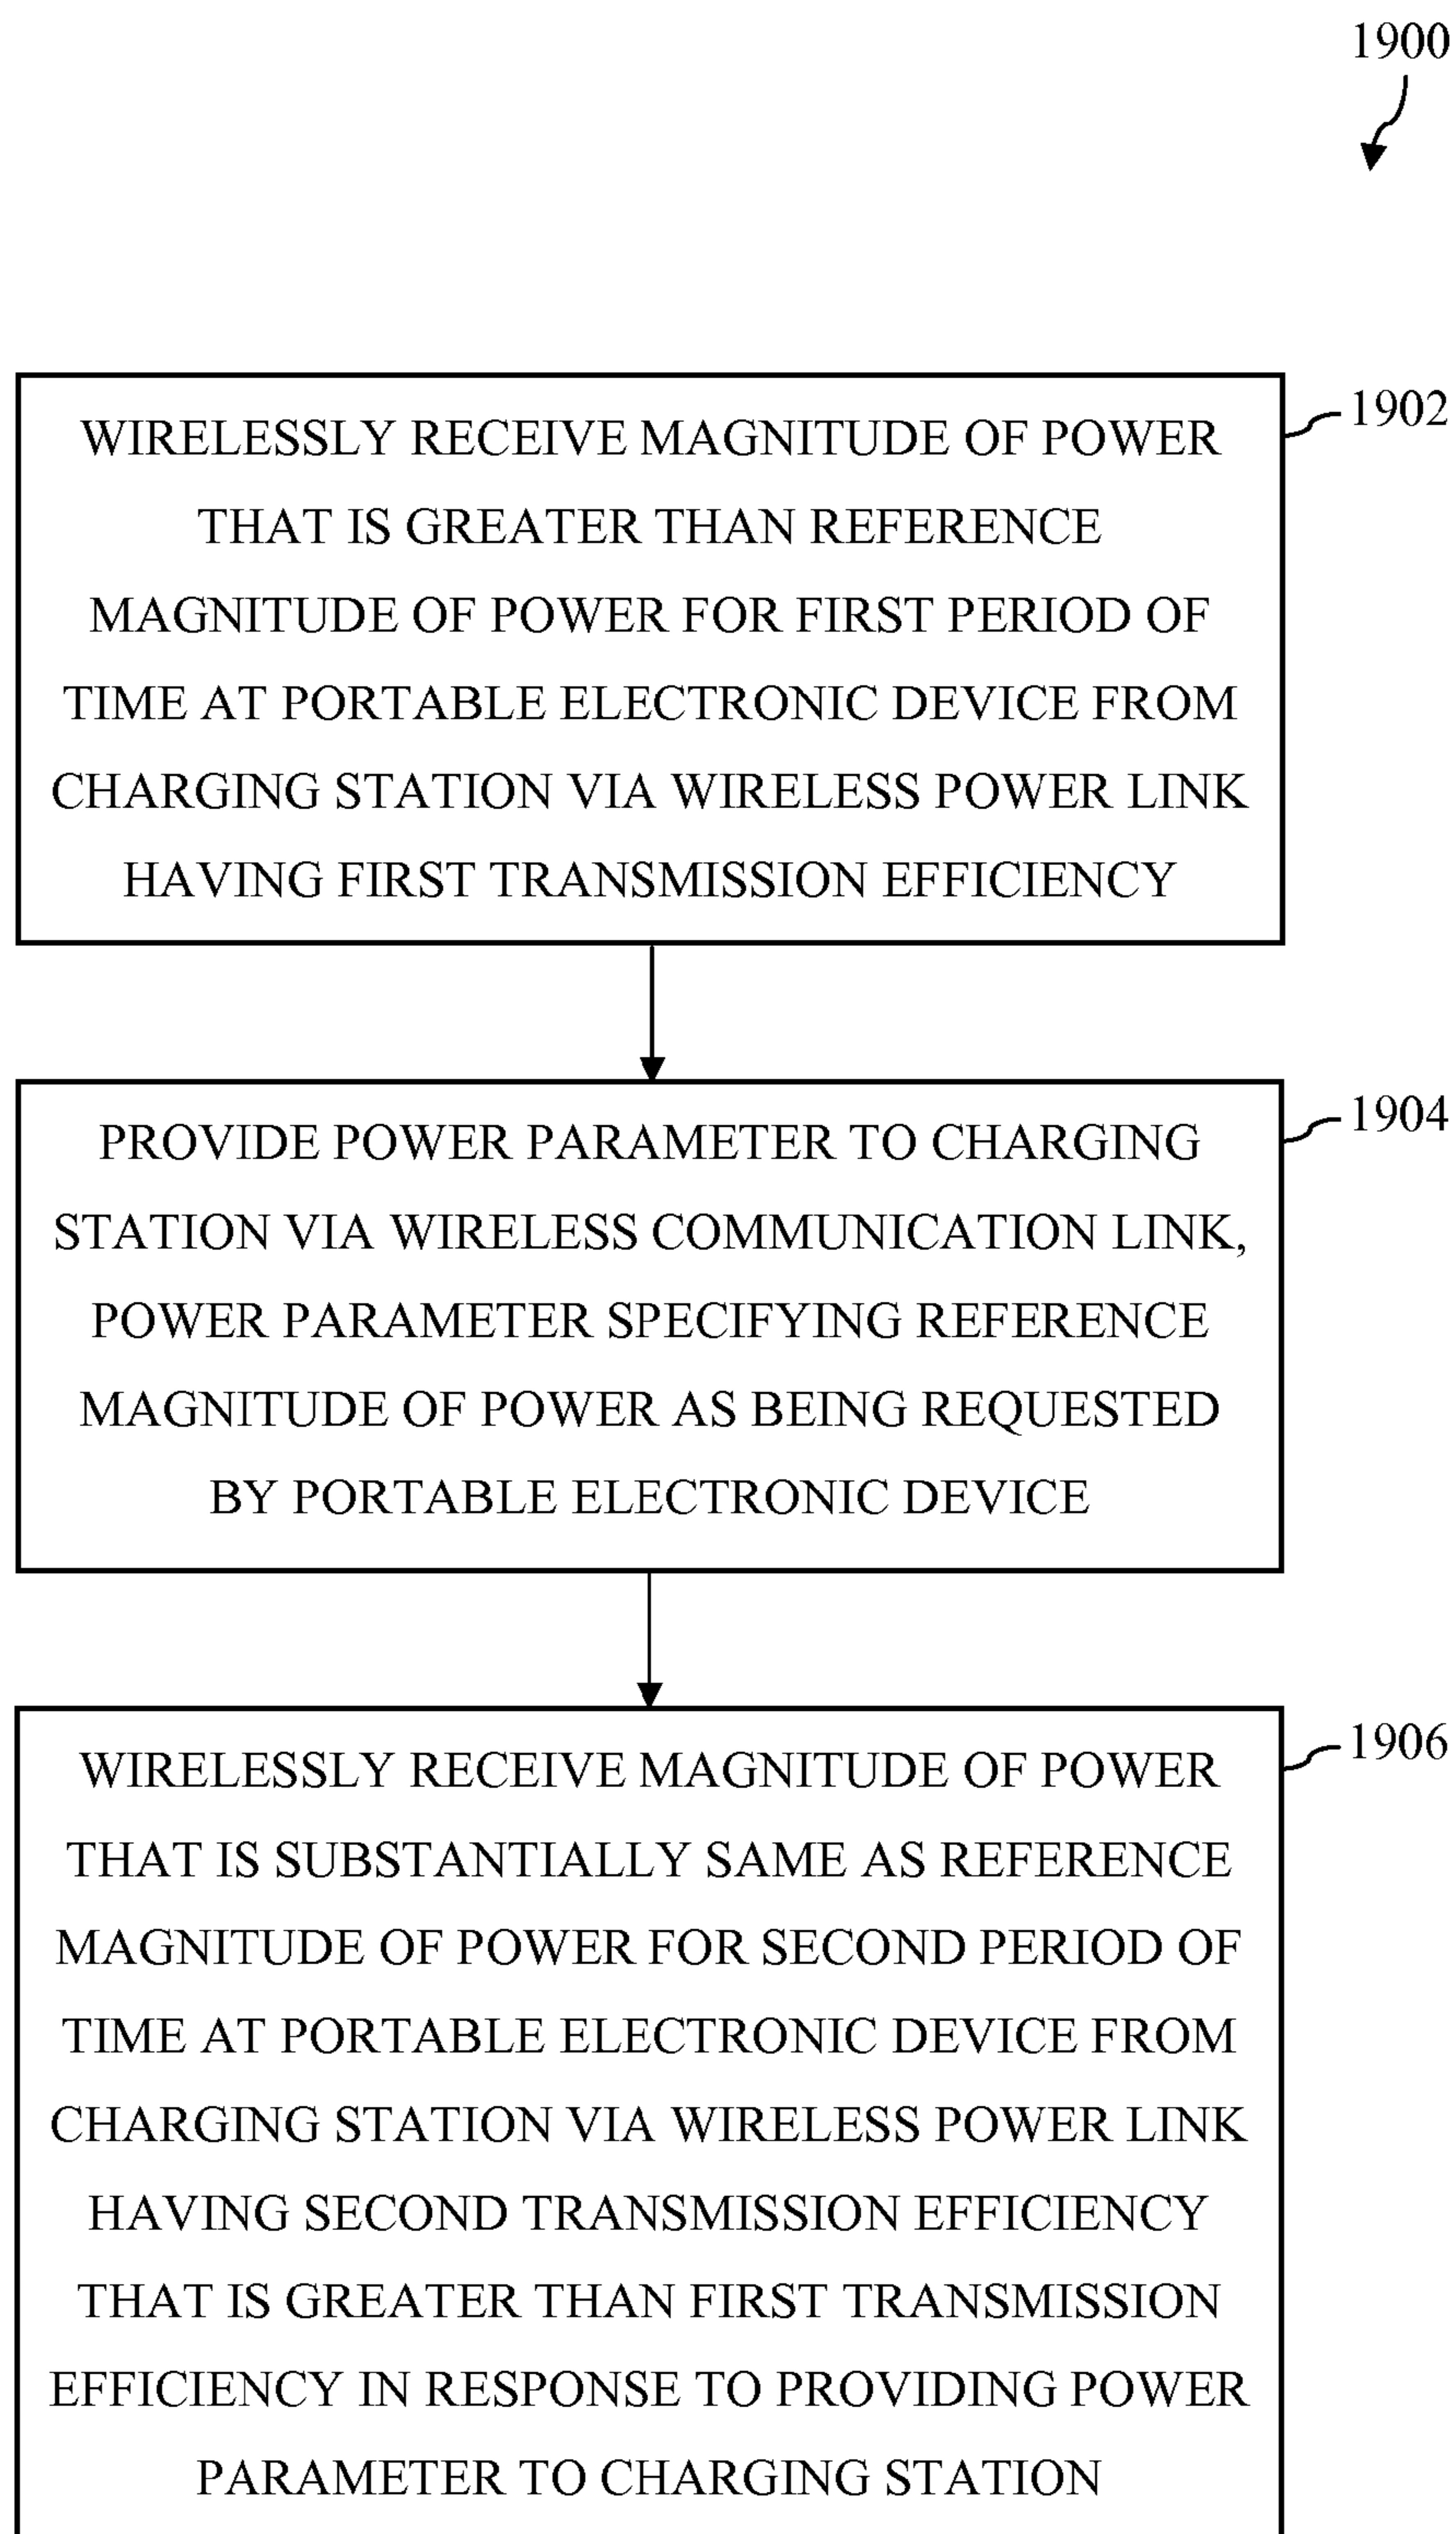 1900
WIRELESSLY RECEIVE MAGNITUDE OF POWER
1902
THAT IS GREATER THAN REFERENCE
MAGNITUDE OF POWER FOR FIRST PERIOD OF
TIME AT PORTABLE ELECTRONIC DEVICE FROM
CHARGING STATION VIA WIRELESS POWER LINK
HAVING FIRST TRANSMISSION EFFICIENCY
PROVIDE POWER PARAMETER TO CHARGING
1904
STATION VIA WIRELESS COMMUNICATION LINK,
POWER PARAMETER SPECIFYING REFERENCE
MAGNITUDE OF POWER AS BEING REQUESTED
BY PORTABLE ELECTRONIC DEVICE
WIRELESSLY RECEIVE MAGNITUDE OF POWER
1906
THAT IS SUBSTANTIALLY SAME AS REFERENCE
MAGNITUDE OF POWER FOR SECOND PERIOD OF
TIME AT PORTABLE ELECTRONIC DEVICE FROM
CHARGING STATION VIA WIRELESS POWER LINK
HAVING SECOND TRANSMISSION EFFICIENCY
THAT IS GREATER THAN FIRST TRANSMISSION
EFFICIENCY IN RESPONSE TO PROVIDING POWER
PARAMETER TO CHARGING STATION